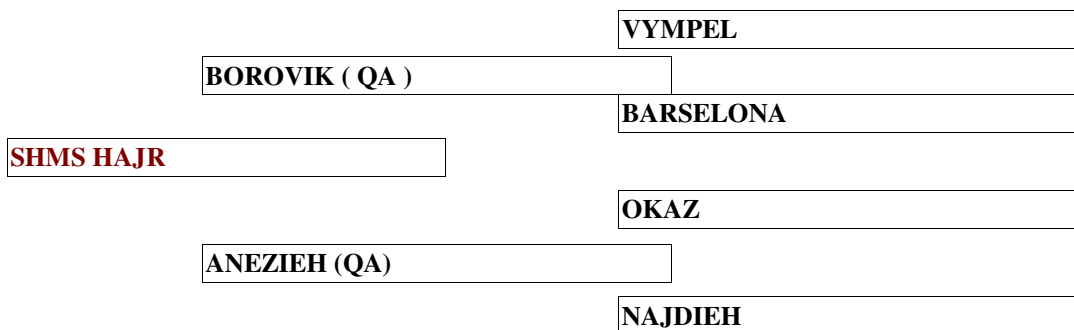 VYMPEL
BOROVIK ( QA )
BARSELONA
SHMS HAJR
OKAZ
ANEZIEH (QA)
NAJDIEH